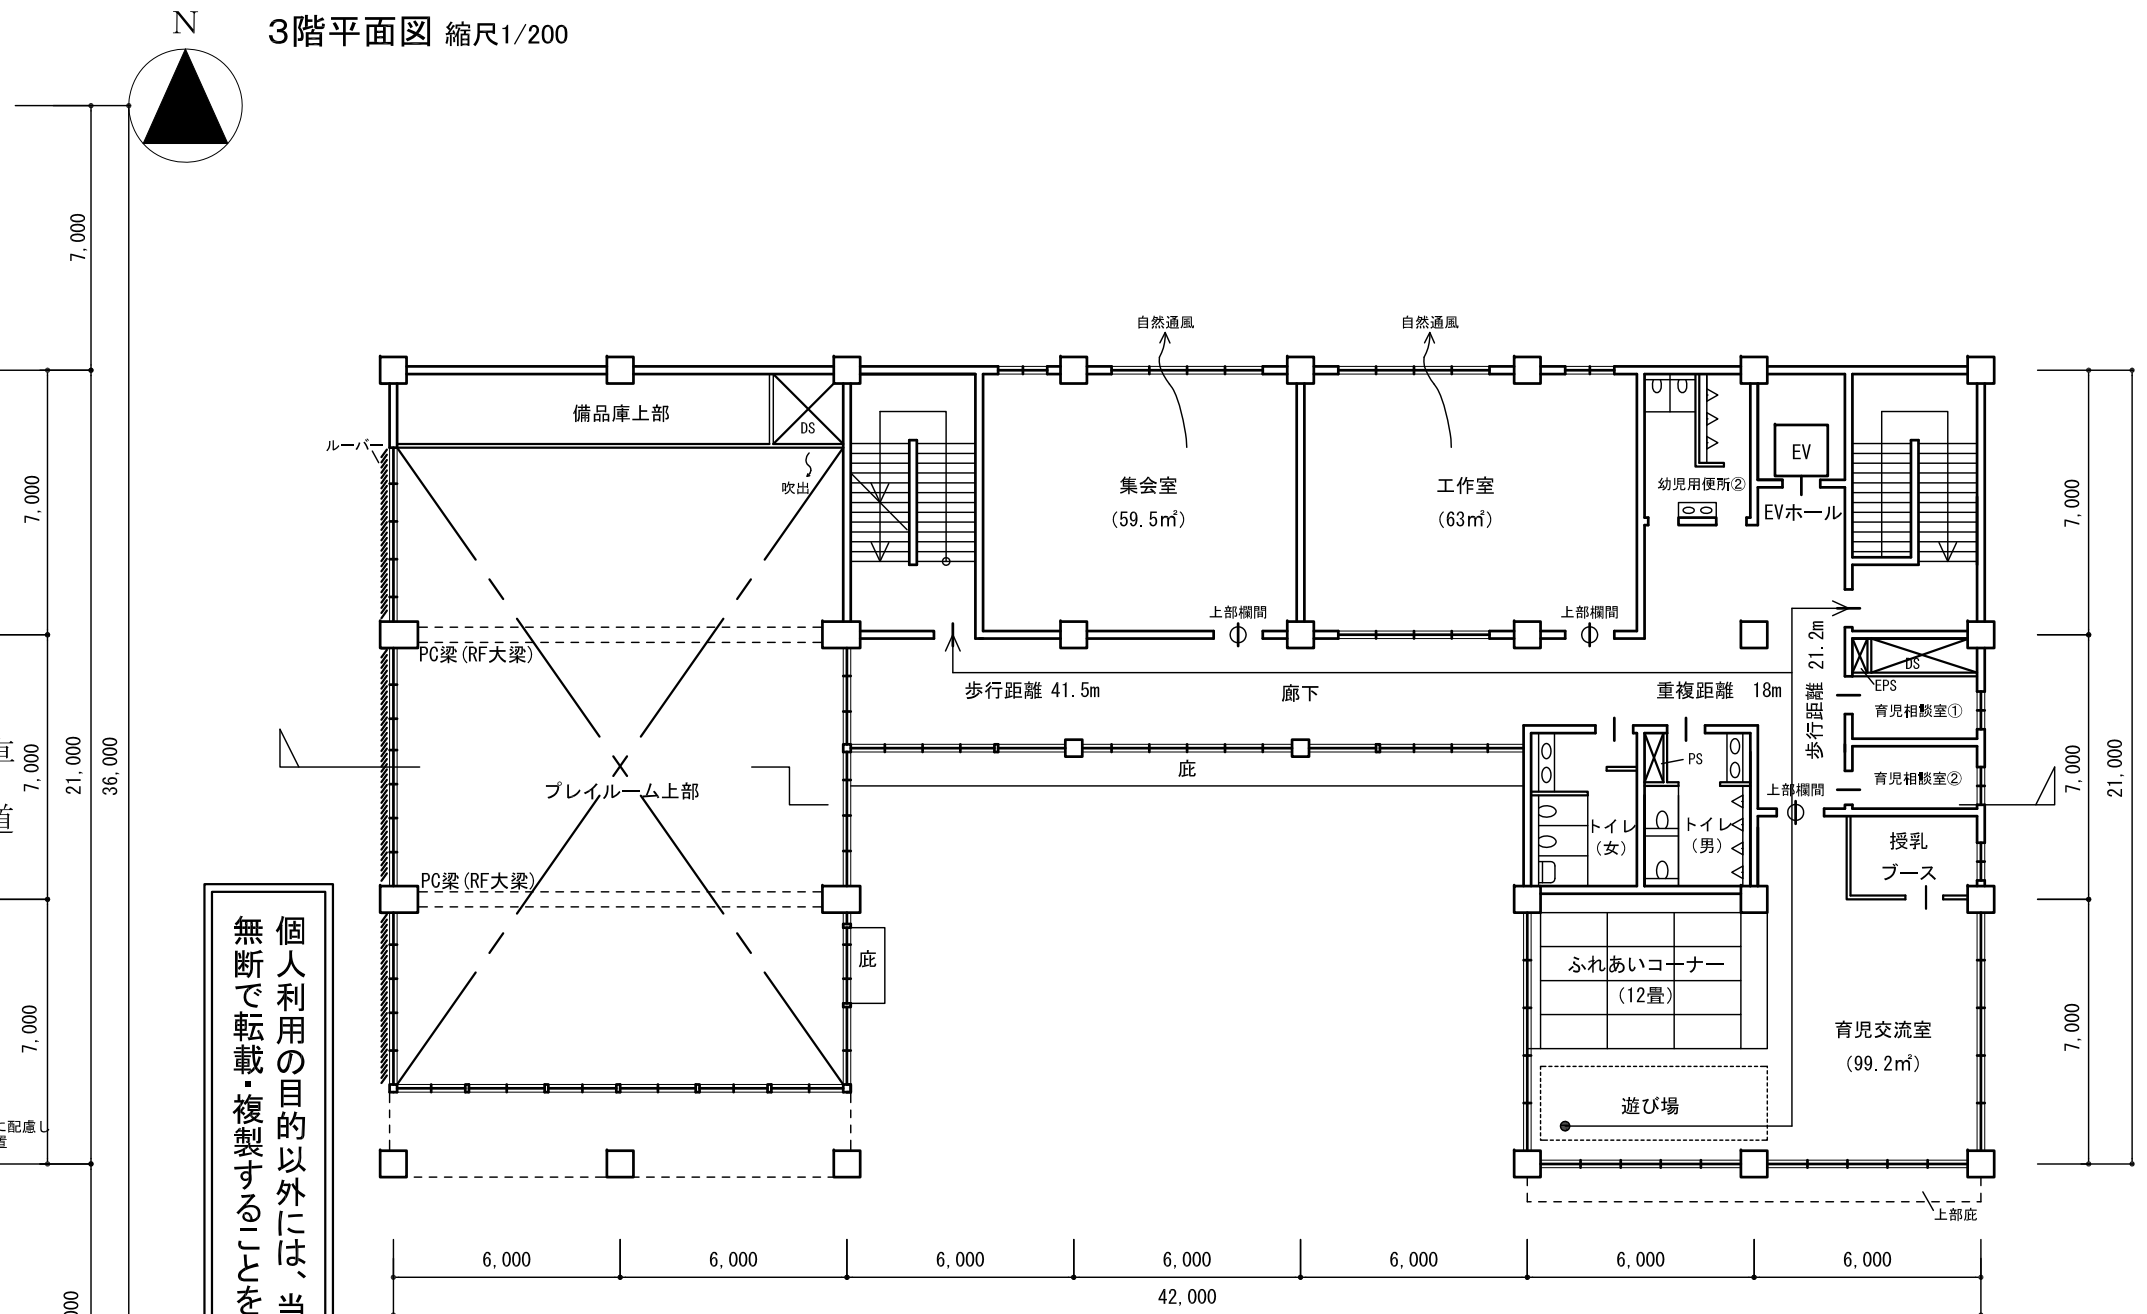 N
3階平面図 縮尺1/200
7,000
自然通風
自然通風
備品庫上部
DS
ルーバー
吹出
7,000
集会室
(59.5㎡)
工作室
(63㎡)
幼児用便所②
EV
EVホール
7,000
上部欄間
上部欄間
PC梁(RF大梁)
歩行距離 41.5m
廊下
重複距離 18m
歩行距離 21.2m
DS
EPS
育児相談室①
7,000
21,000
36,000
庇
PS
育児相談室②
7,000
21,000
プレイルーム上部
上部欄間
トイレ
(女)
トイレ
(男)
授乳
ブース
PC梁(RF大梁)
庇
ふれあいコーナー
(12畳)
7,000
育児交流室
(99.2㎡)
7,000
遊び場
に配慮し
置
上部庇
個人利用の目的以外には、当
無断で転載・複製することを
6,000
6,000
6,000
6,000
6,000
6,000
6,000
42,000